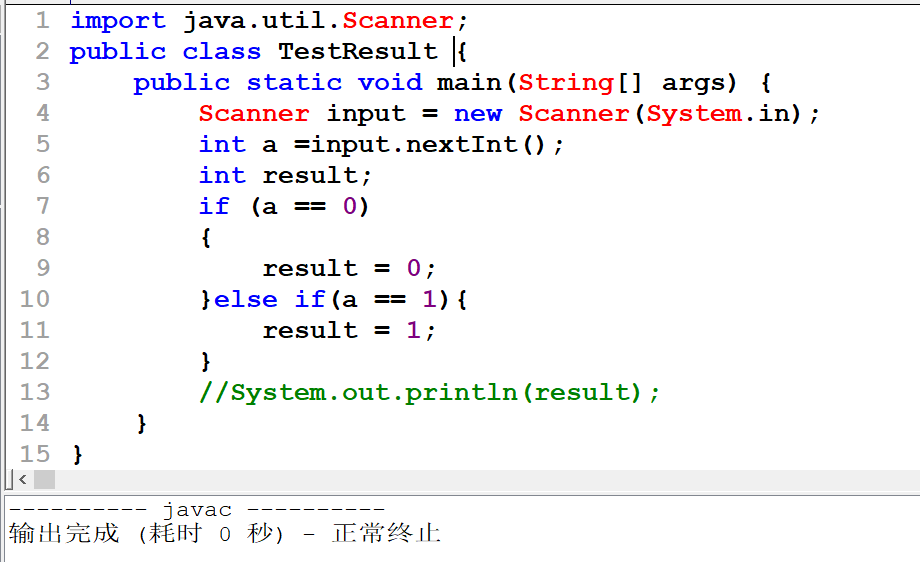 1 import java.util.Scanner;
2 public class TestResult {
3     public static void main(String[] args) {
4         Scanner input = new Scanner(System.in);
5         int a =input.nextInt();
6         int result;
7         if (a == 0)
8         {
9             result = 0;
10         }else if(a == 1){
11             result = 1;
12         }
13         //System.out.println(result);
14     }
15 }
---------- javac ----------
输出完成 (耗时 0 秒) - 正常终止